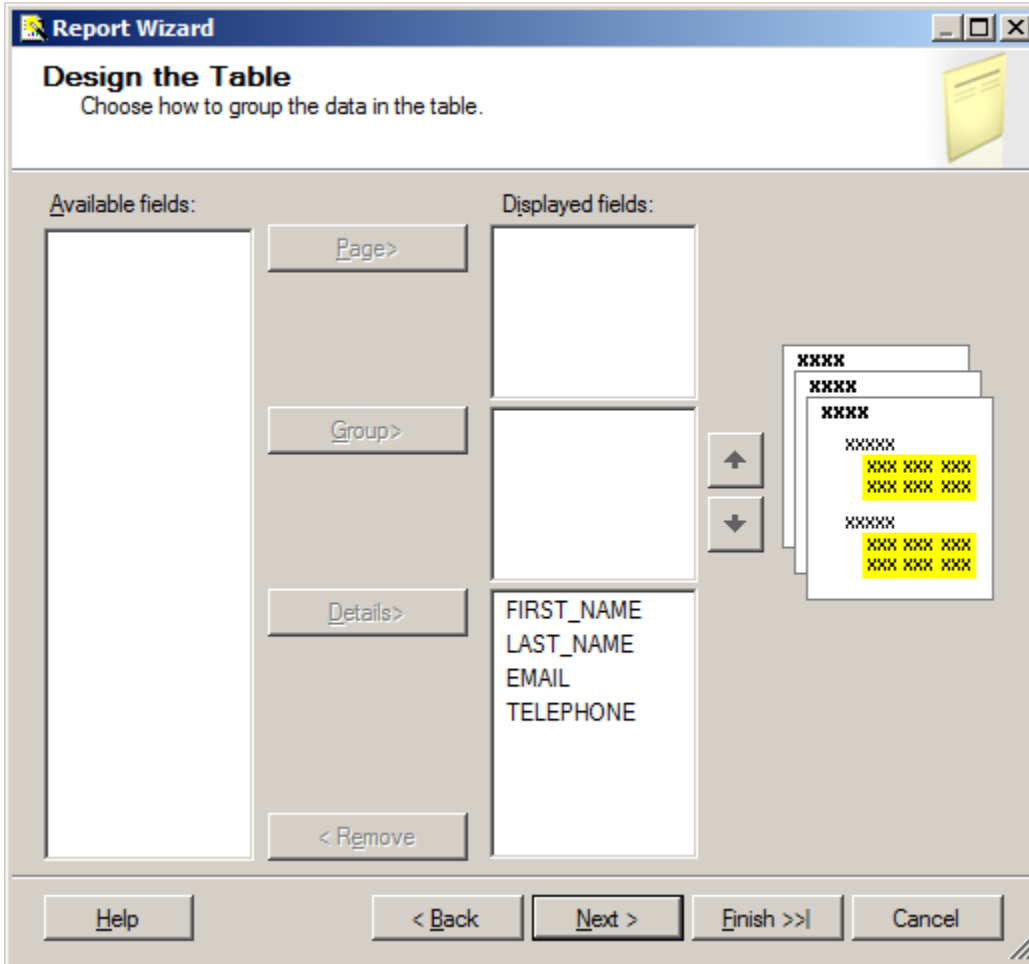 Report Wizard
Design the Table
Choose how to group the data in the table.
Available fields:
Displayed fields:
Page>
Group>
Details>
< Remove
FIRST_NAME
LAST_NAME
EMAIL
TELEPHONE
xxxx
xxxx
xxxx
xxxxx
xxx xxx xxx
xxx xxx xxx
xxxxx
xxx xxx xxx
xxx xxx xxx
Help
< Back
Next >
Finish >>|
Cancel